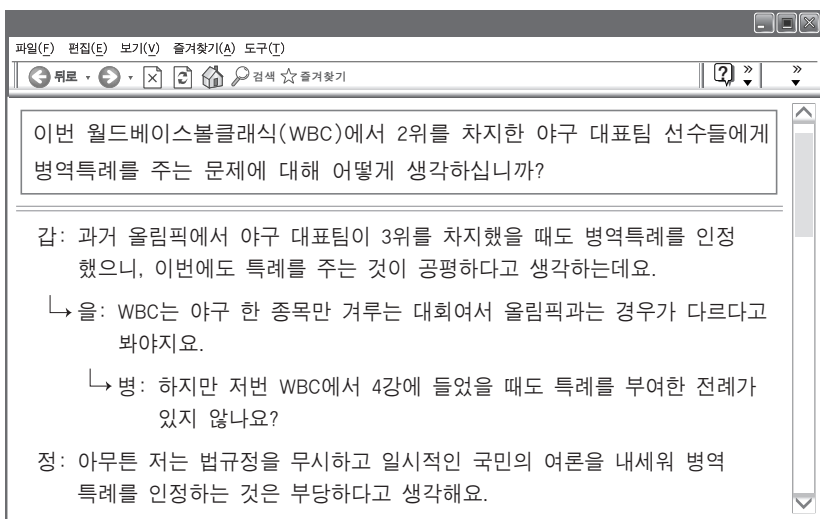 파일(F) 편집(E) 보기(V) 즐겨찾기(A) 도구(T)
뒤로 검색 즐겨찾기
이번 월드베이스볼클래식(WBC)에서 2위를 차지한 야구 대표팀 선수들에게
병역특례를 주는 문제에 대해 어떻게 생각하십니까?
갑: 과거 올림픽에서 야구 대표팀이 3위를 차지했을 때도 병역특례를 인정
했으니, 이번에도 특례를 주는 것이 공평하다고 생각하는데요.
을: WBC는 야구 한 종목만 겨루는 대회여서 올림픽과는 경우가 다르다고
봐야지요.
병: 하지만 저번 WBC에서 4강에 들었을 때도 특례를 부여한 전례가
있지 않나요?
정: 아무튼 저는 법규정을 무시하고 일시적인 국민의 여론을 내세워 병역
특례를 인정하는 것은 부당하다고 생각해요.